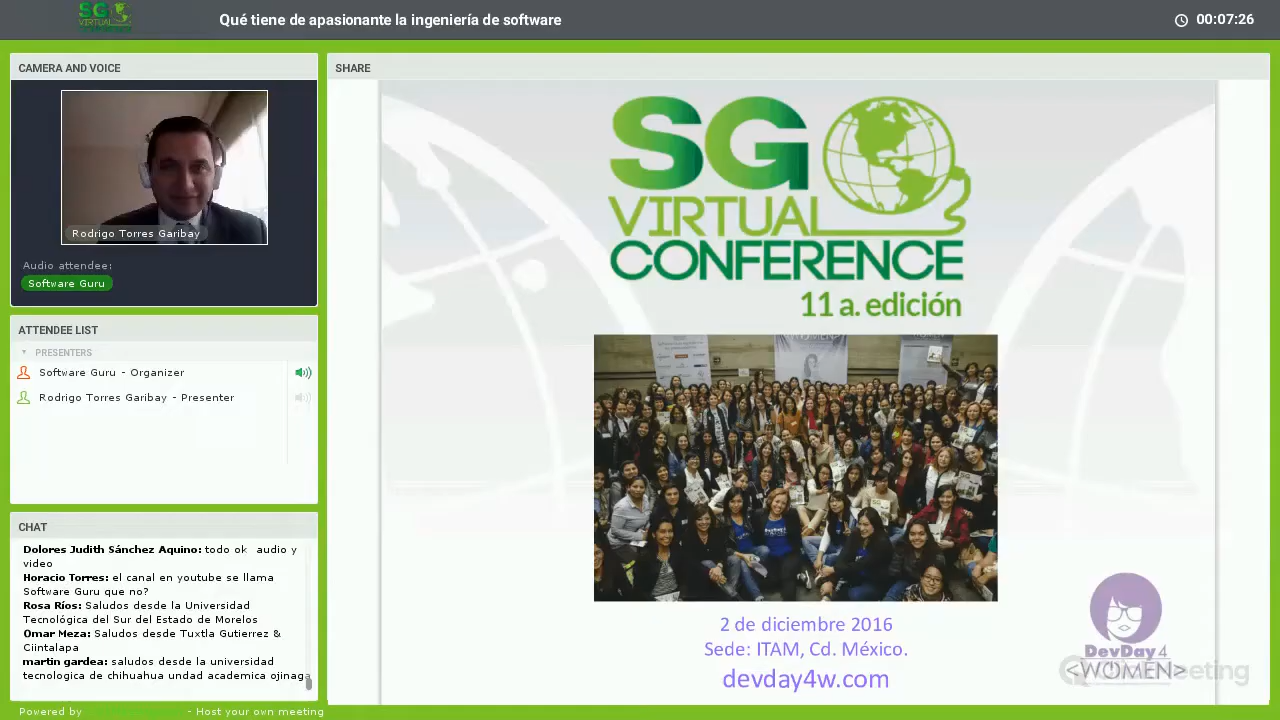 SG VIRTUAL CONFERENCE
Qué tiene de apasionante la ingeniería de software
00:07:26
CAMERA AND VOICE
Rodrigo Torres Garibay
Audio attendee:
Software Guru
ATTENDEE LIST
PRESENTERS
Software Guru - Organizer
Rodrigo Torres Garibay - Presenter
CHAT
Dolores Judith Sánchez Aquino: todo ok audio y
video
Horacio Torres: el canal en youtube se llama
Software Guru que no?
Rosa Ríos: Saludos desde la Universidad
Tecnológica del Sur del Estado de Morelos
Omar Meza: Saludos desde Tuxtla Gutierrez &
Ciintalapa
martin gardea: saludos desde la universidad
tecnologica de chihuahua undad academica ojinaga
Powered by
- Host your own meeting
SHARE
SG
VIRTUAL
CONFERENCE
11 a. edición
2 de diciembre 2016
Sede: ITAM, Cd. México.
devday4w.com
DevDay4
<WOMEN>